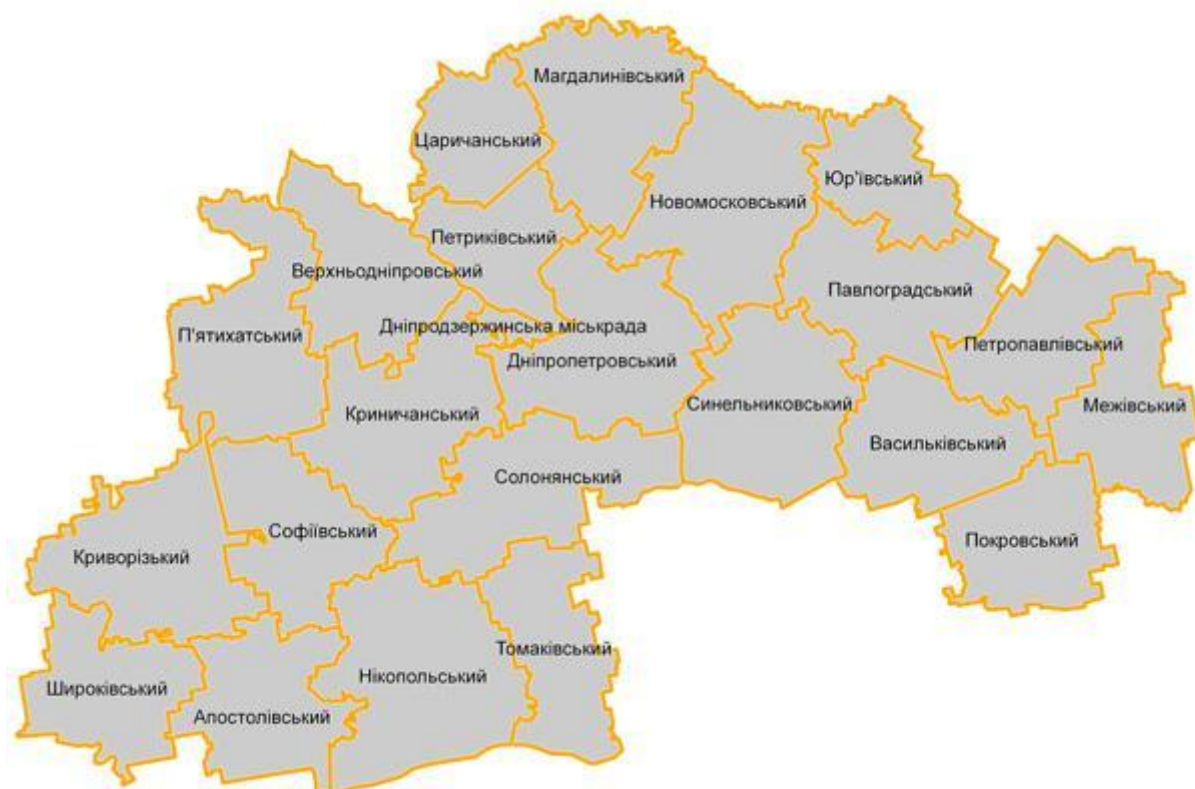 Магдалинівський
Царичанський
Юр'ївський
Новомосковський
Петриківський
Верхньодніпровський
Павлоградський
Дніпродзержинська міськрада
П'ятихатський
Петропавлівський
Дніпропетровський
Синельниковський
Межівський
Криничанський
Васильківський
Солонянський
Софіївський
Покровський
Криворізький
Томаківський
Нікопольський
Широківський
Апостолівський